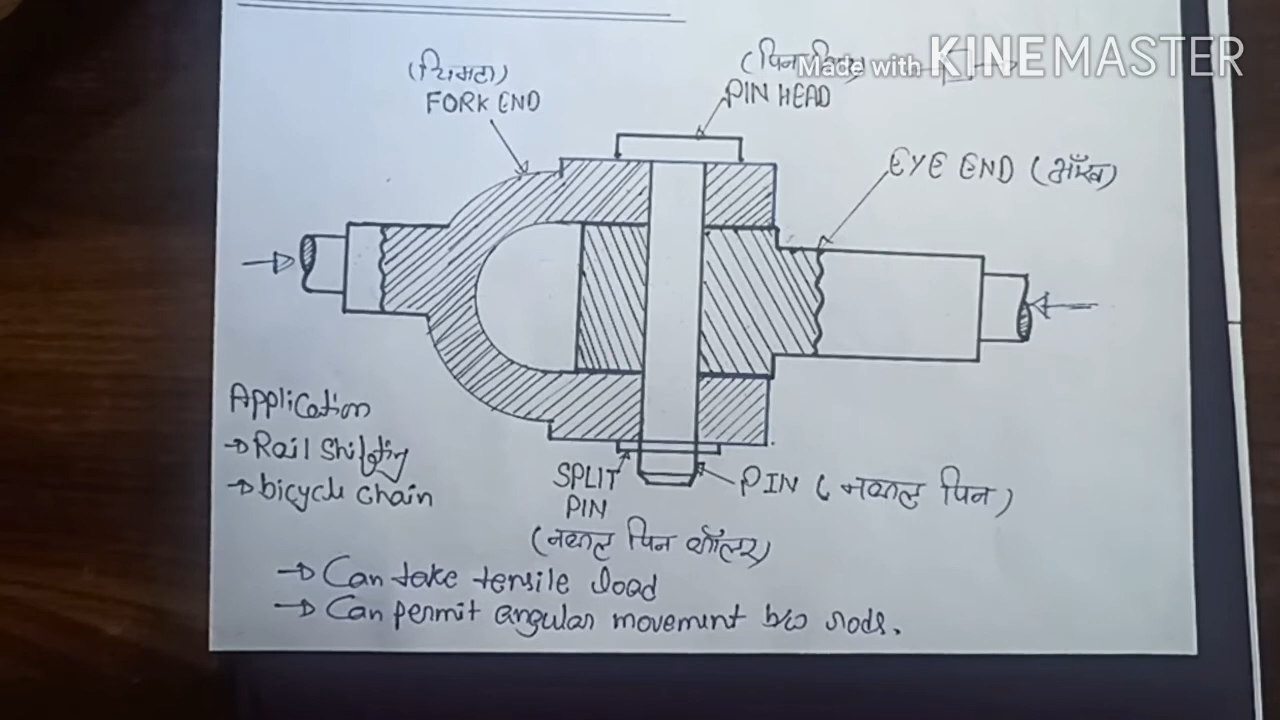 (चिमटा)
FORK END
(पिन
PIN HEAD
Made with KINEMASTER
EYE END (आँख)
Application
→ Rail shifting
→ bicycle chain
SPLIT
PIN
(नकल पिन कॉलर)
PIN (नकल पिन)
→ Can take tensile load
→ Can permit angular movement b/w rods.